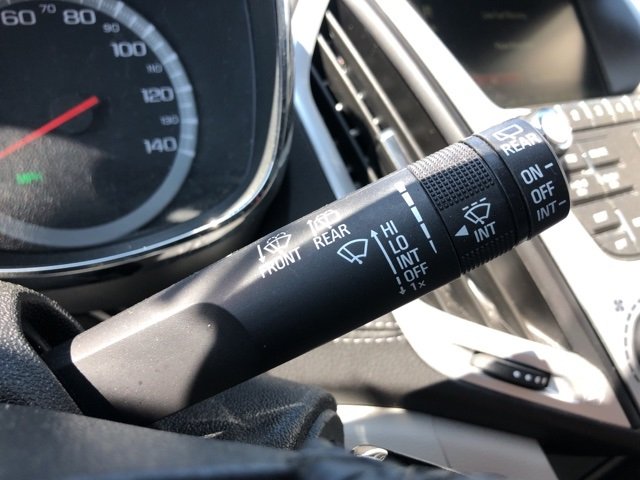 60 70 80
90
100
110
120
130
140
MPH
FRONT
REAR
HI
LO
INT
OFF
1x
INT
REAR
ON
OFF
INT